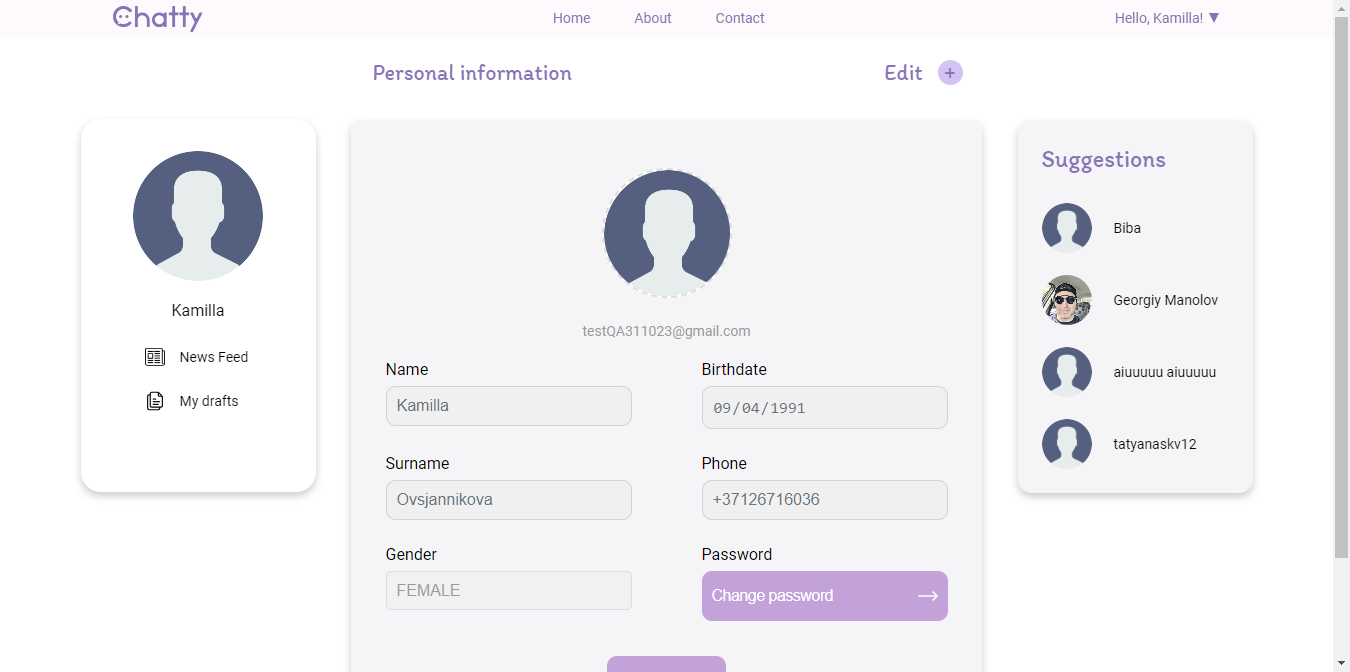 Chatty
Home About Contact
Hello, Kamilla! ▼
Personal information
Edit +
Kamilla
News Feed
My drafts
testQA311023@gmail.com
Name
Kamilla
Birthdate
09/04/1991
Surname
Ovsjannikova
Phone
+37126716036
Gender
FEMALE
Password
Change password →
Suggestions
Biba
Georgiy Manolov
aiuuuuu aiuuuuu
tatyanaskv12